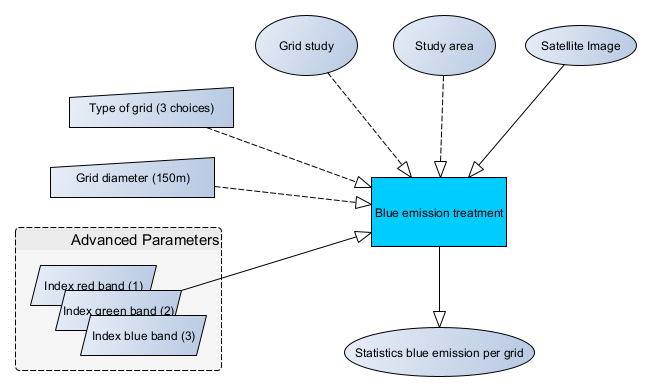 Grid study
Study area
Satellite Image
Type of grid (3 choices)
Grid diameter (150m)
Blue emission treatment
Advanced Parameters
Index red band (1)
Index green band (2)
Index blue band (3)
Statistics blue emission per grid